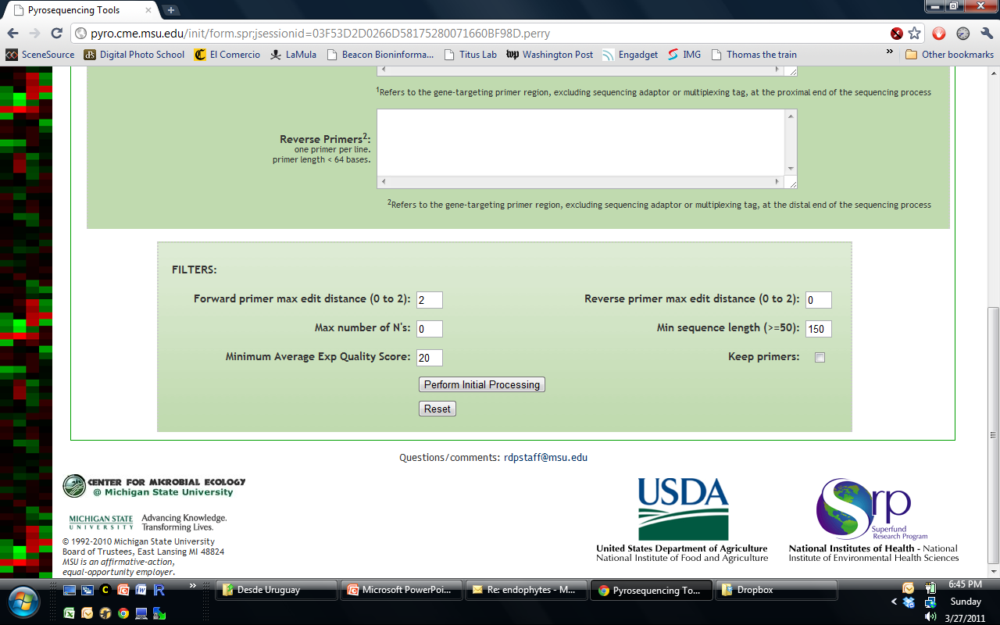 Pyrosequencing Tools
pyro.cme.msu.edu/init/form.spr;jsessionid=03F53D2D0266D58175280071660BF98D.perry
SceneSource
Digital Photo School
El Comercio
LaMula
Beacon Bioninforma...
Titus Lab
wp Washington Post
Engadget
IMG
Thomas the train
»
Other bookmarks
1Refers to the gene-targeting primer region, excluding sequencing adaptor or multiplexing tag, at the proximal end of the sequencing process
Reverse Primers2:
one primer per line.
primer length < 64 bases.
2Refers to the gene-targeting primer region, excluding sequencing adaptor or multiplexing tag, at the distal end of the sequencing process
FILTERS:
Forward primer max edit distance (0 to 2): 2
Reverse primer max edit distance (0 to 2): 0
Max number of N's: 0
Min sequence length (>=50): 150
Minimum Average Exp Quality Score: 20
Keep primers:
Perform Initial Processing
Reset
Questions/comments: rdpstaff@msu.edu
CENTER FOR MICROBIAL ECOLOGY
@ Michigan State University
MICHIGAN STATE
UNIVERSITY
Advancing Knowledge.
Transforming Lives.
© 1992-2010 Michigan State University
Board of Trustees, East Lansing MI 48824
MSU is an affirmative-action,
equal-opportunity employer.
USDA
United States Department of Agriculture
National Institute of Food and Agriculture
Srp
Superfund
Research Program
National Institutes of Health - National
Institute of Environmental Health Sciences
»
Desde Uruguay
Microsoft PowerPoi...
Re: endophytes - M...
Pyrosequencing To...
Dropbox
6:45 PM
Sunday
3/27/2011